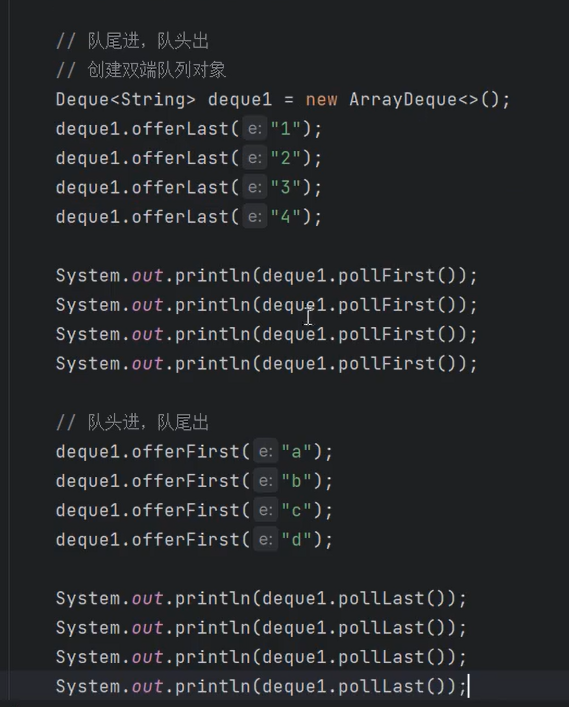 // 队尾进，队头出
// 创建双端队列对象
Deque<String> deque1 = new ArrayDeque<>();
deque1.offerLast( e: "1");
deque1.offerLast( e: "2");
deque1.offerLast( e: "3");
deque1.offerLast( e: "4");
System.out.println(deque1.pollFirst());
System.out.println(deque1.pollFirst());
System.out.println(deque1.pollFirst());
System.out.println(deque1.pollFirst());
// 队头进，队尾出
deque1.offerFirst( e: "a");
deque1.offerFirst( e: "b");
deque1.offerFirst( e: "c");
deque1.offerFirst( e: "d");
System.out.println(deque1.pollLast());
System.out.println(deque1.pollLast());
System.out.println(deque1.pollLast());
System.out.println(deque1.pollLast());